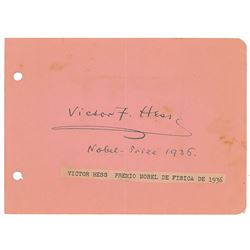 Victor F. Hess
Nobel-Prize 1936.
VICTOR HESS PREMIO NOBEL DE FISICA DE 1936